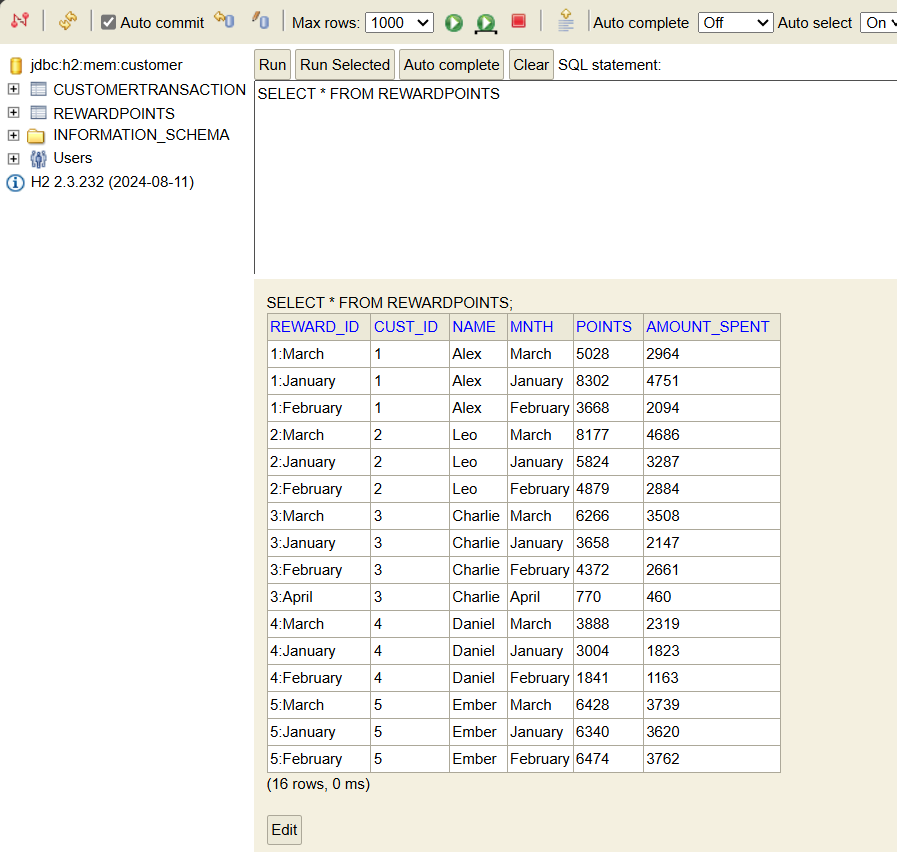 Auto commit Max rows: 1000 Auto complete Off Auto select On
jdbc:h2:mem:customer
CUSTOMERTRANSACTION
REWARDPOINTS
INFORMATION_SCHEMA
Users
H2 2.3.232 (2024-08-11)
Run Run Selected Auto complete Clear SQL statement:
SELECT * FROM REWARDPOINTS
SELECT * FROM REWARDPOINTS;
REWARD_ID CUST_ID NAME MNTH POINTS AMOUNT_SPENT
1:March 1 Alex March 5028 2964
1:January 1 Alex January 8302 4751
1:February 1 Alex February 3668 2094
2:March 2 Leo March 8177 4686
2:January 2 Leo January 5824 3287
2:February 2 Leo February 4879 2884
3:March 3 Charlie March 6266 3508
3:January 3 Charlie January 3658 2147
3:February 3 Charlie February 4372 2661
3:April 3 Charlie April 770 460
4:March 4 Daniel March 3888 2319
4:January 4 Daniel January 3004 1823
4:February 4 Daniel February 1841 1163
5:March 5 Ember March 6428 3739
5:January 5 Ember January 6340 3620
5:February 5 Ember February 6474 3762
(16 rows, 0 ms)
Edit